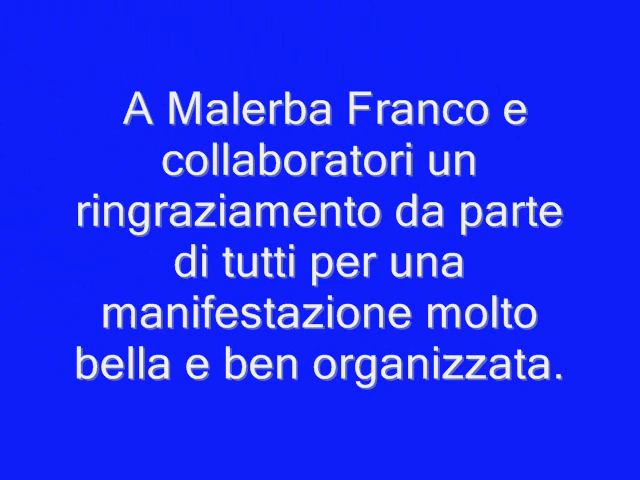 A Malerba Franco e
collaboratori un
ringraziamento da parte
di tutti per una
manifestazione molto
bella e ben organizzata.